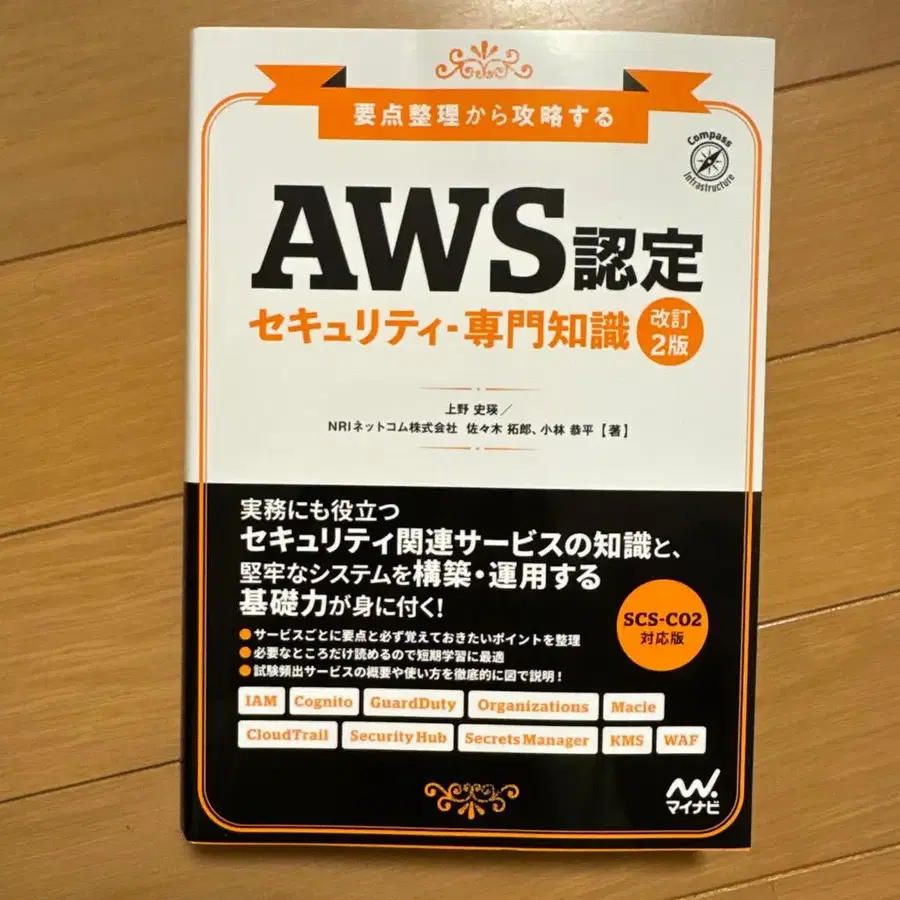 要点整理から攻略する
Compass
Infrastructure
AWS認定
セキュリティ-専門知識
改訂
2版
上野 史瑛／
NRIネットコム株式会社 佐々木 拓郎、小林 恭平【著】
実務にも役立つ
セキュリティ関連サービスの知識と、
堅牢なシステムを構築・運用する
基礎力が身に付く!
●サービスごとに要点と必ず覚えておきたいポイントを整理
●必要なところだけ読めるので短期学習に最適
●試験頻出サービスの概要や使い方を徹底的に図で説明!
SCS-C02
対応版
IAM Cognito GuardDuty Organizations Macie
CloudTrail Security Hub Secrets Manager KMS WAF
マイナビ